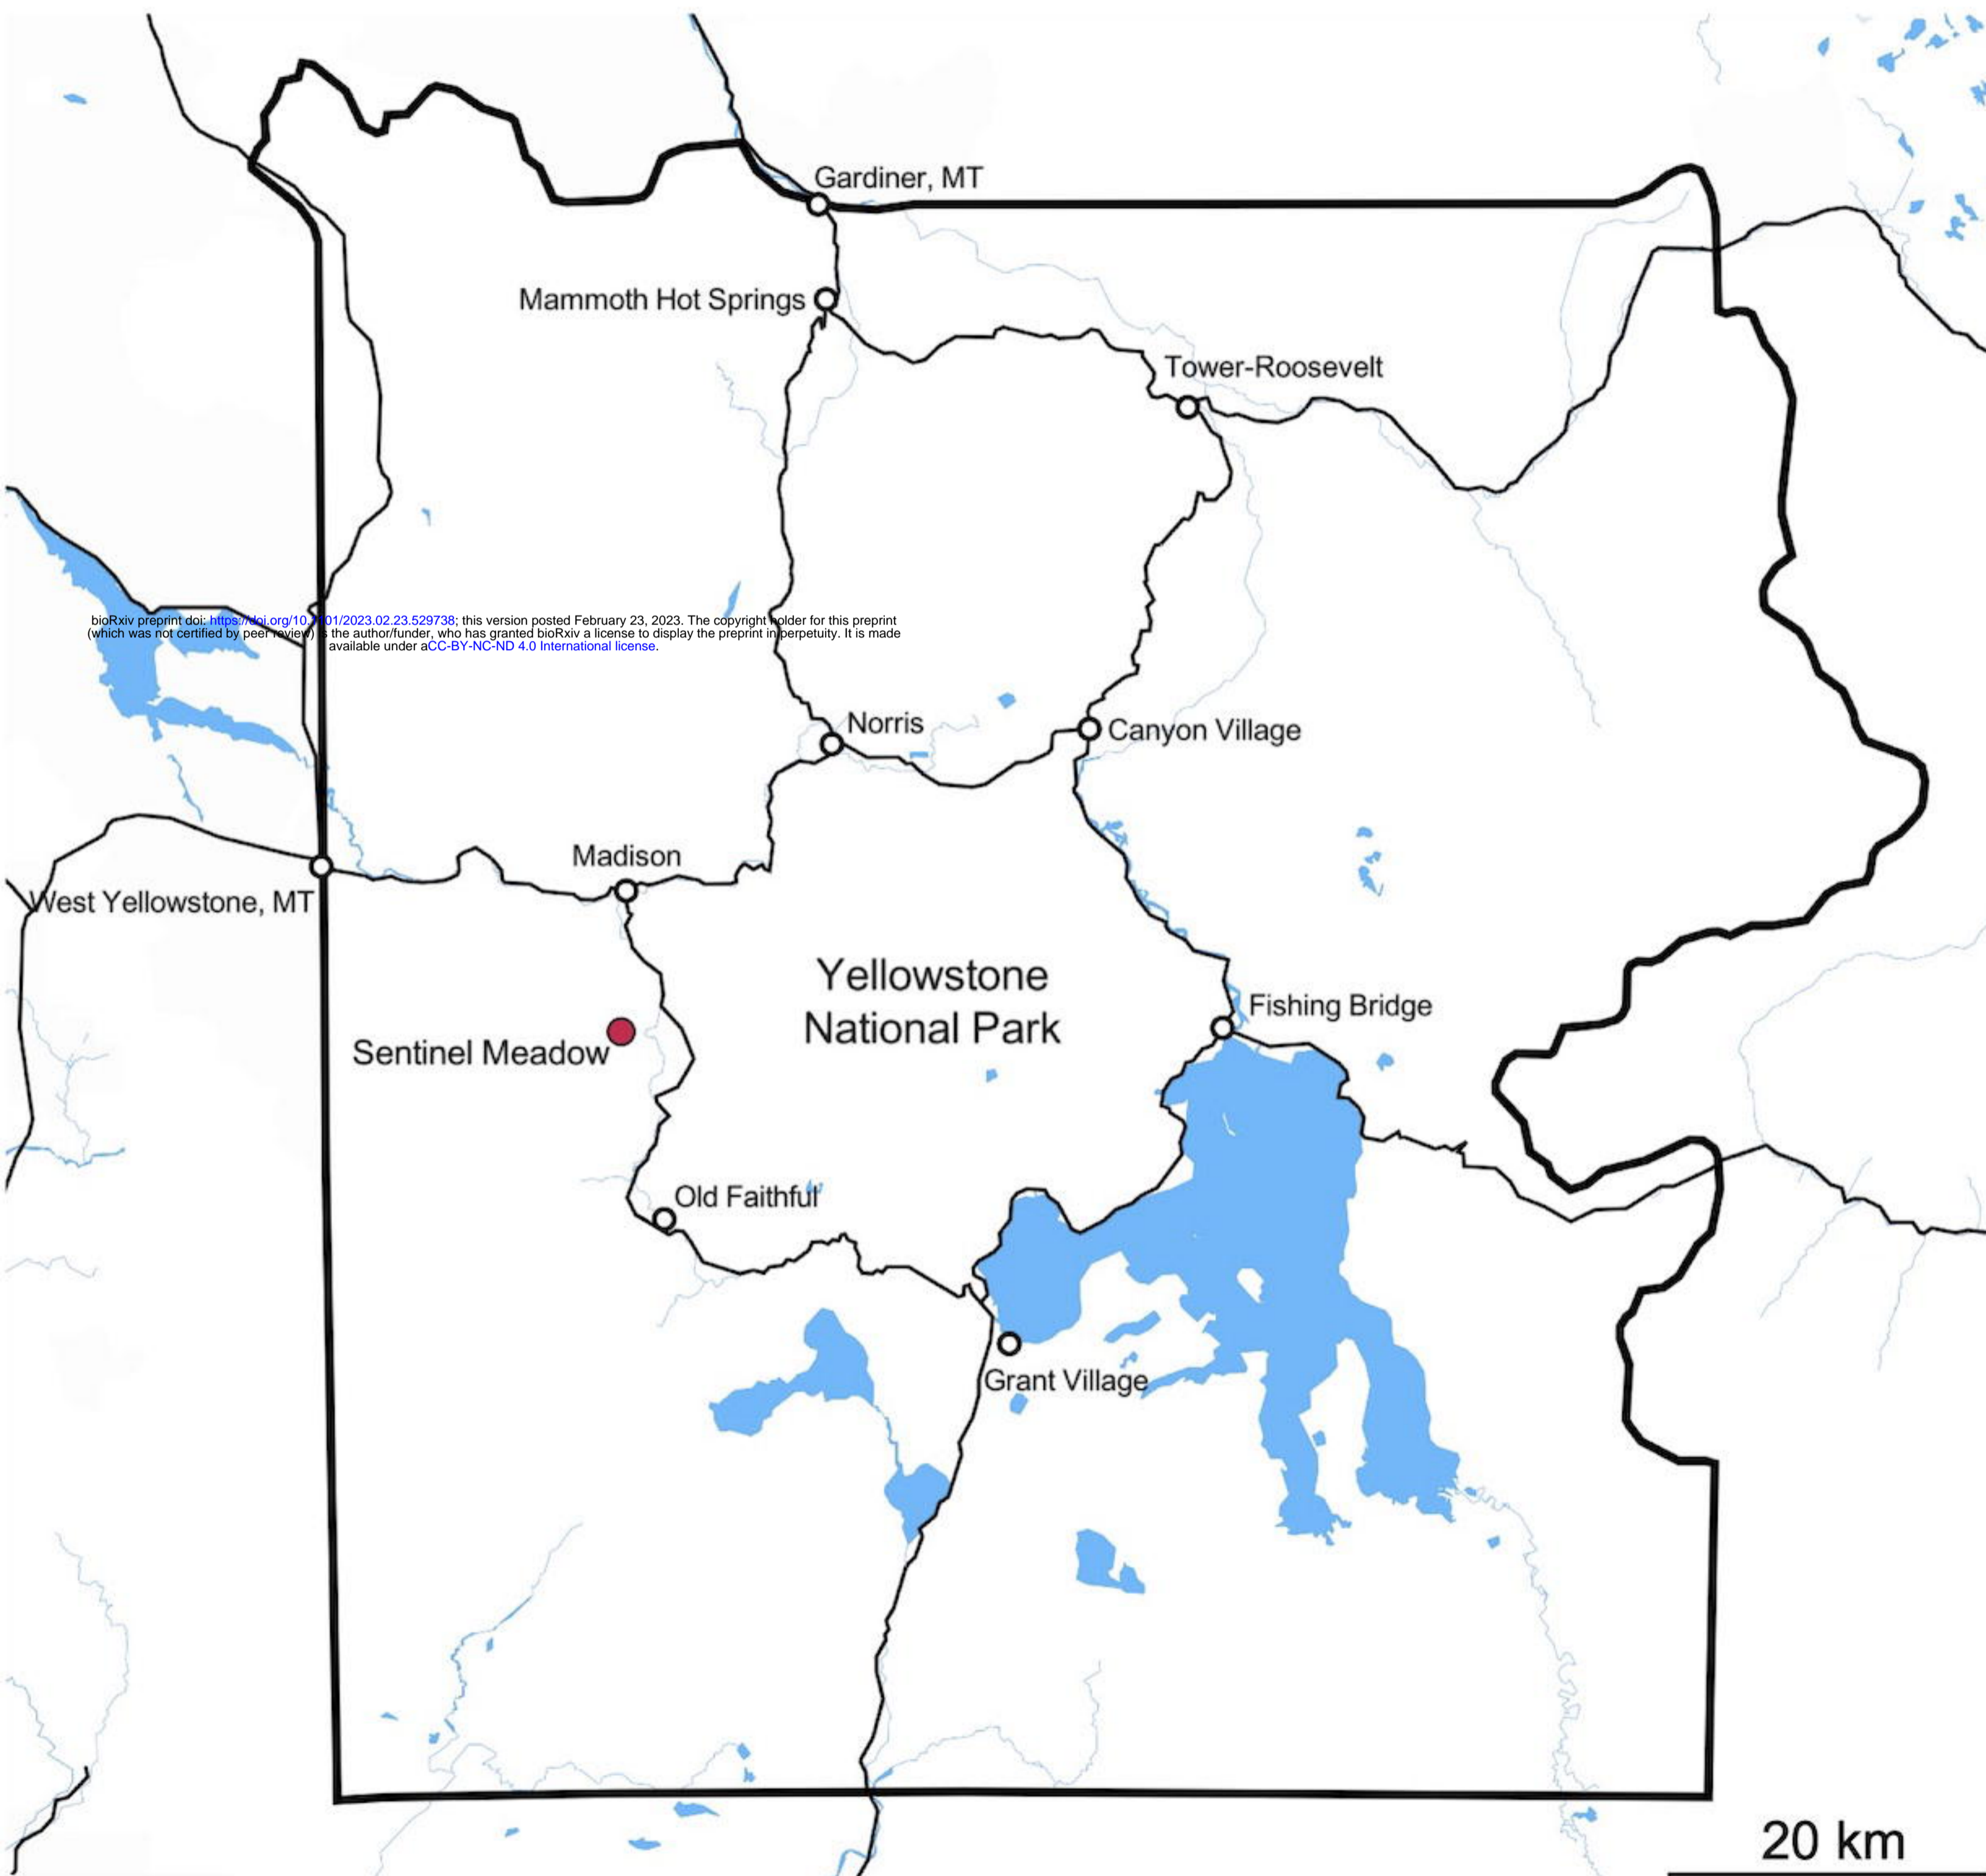 Gardiner, MT
Mammoth Hot Springs
Tower-Roosevelt
bioRxiv preprint doi: https://doi.org/10.1101/2023.02.23.529738; this version posted February 23, 2023. The copyright holder for this preprint
(which was not certified by peer review) is the author/funder, who has granted bioRxiv a license to display the preprint in perpetuity. It is made
available under aCC-BY-NC-ND 4.0 International license.
Norris
Canyon Village
Madison
West Yellowstone, MT
Yellowstone
National Park
Fishing Bridge
Sentinel Meadow
Old Faithful
Grant Village
20 km